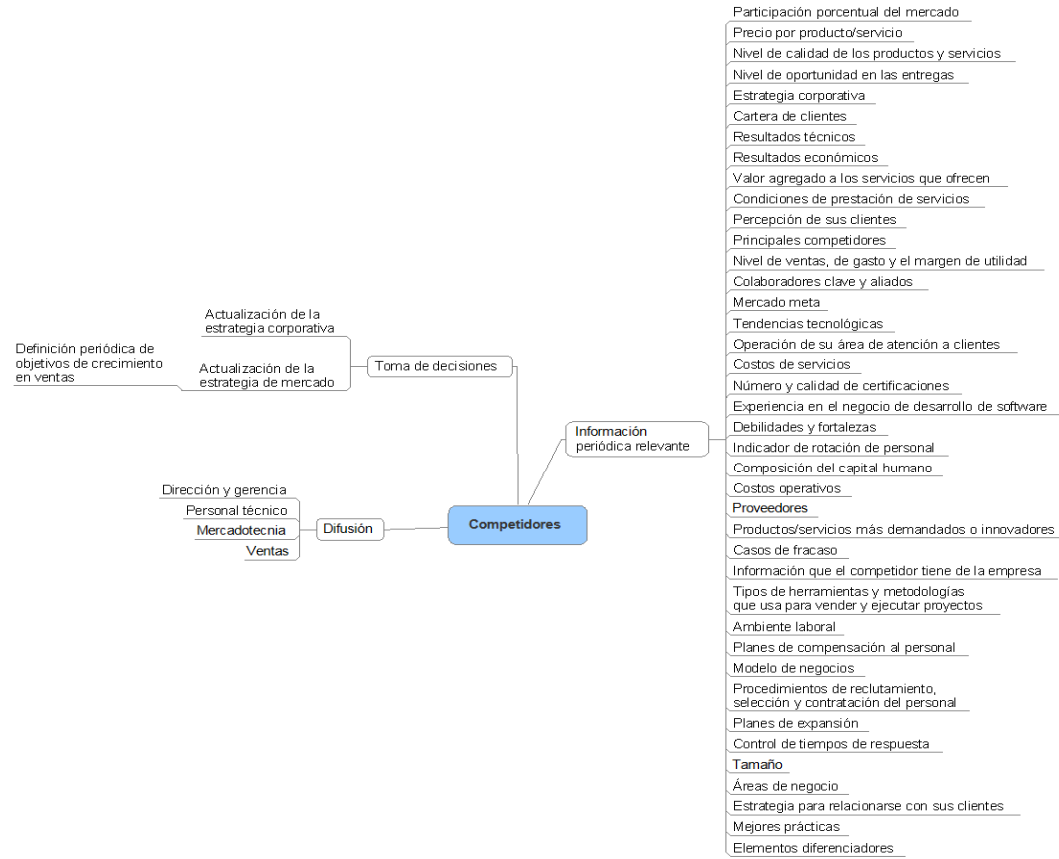 Participación porcentual del mercado
Precio por producto/servicio
Nivel de calidad de los productos y servicios
Nivel de oportunidad en las entregas
Estrategia corporativa
Cartera de clientes
Resultados técnicos
Resultados económicos
Valor agregado a los servicios que ofrecen
Condiciones de prestación de servicios
Percepción de sus clientes
Principales competidores
Nivel de ventas, de gasto y el margen de utilidad
Colaboradores clave y aliados
Mercado meta
Tendencias tecnológicas
Operación de su área de atención a clientes
Costos de servicios
Número y calidad de certificaciones
Experiencia en el negocio de desarrollo de software
Debilidades y fortalezas
Indicador de rotación de personal
Composición del capital humano
Costos operativos
Proveedores
Productos/servicios más demandados o innovadores
Casos de fracaso
Información que el competidor tiene de la empresa
Tipos de herramientas y metodologías
que usa para vender y ejecutar proyectos
Ambiente laboral
Planes de compensación al personal
Modelo de negocios
Procedimientos de reclutamiento,
selección y contratación del personal
Planes de expansión
Control de tiempos de respuesta
Tamaño
Áreas de negocio
Estrategia para relacionarse con sus clientes
Mejores prácticas
Elementos diferenciadores
Información
periódica relevante
Competidores
Toma de decisiones
Actualización de la
estrategia corporativa
Actualización de la
estrategia de mercado
Definición periódica de
objetivos de crecimiento
en ventas
Difusión
Dirección y gerencia
Personal técnico
Mercadotecnia
Ventas